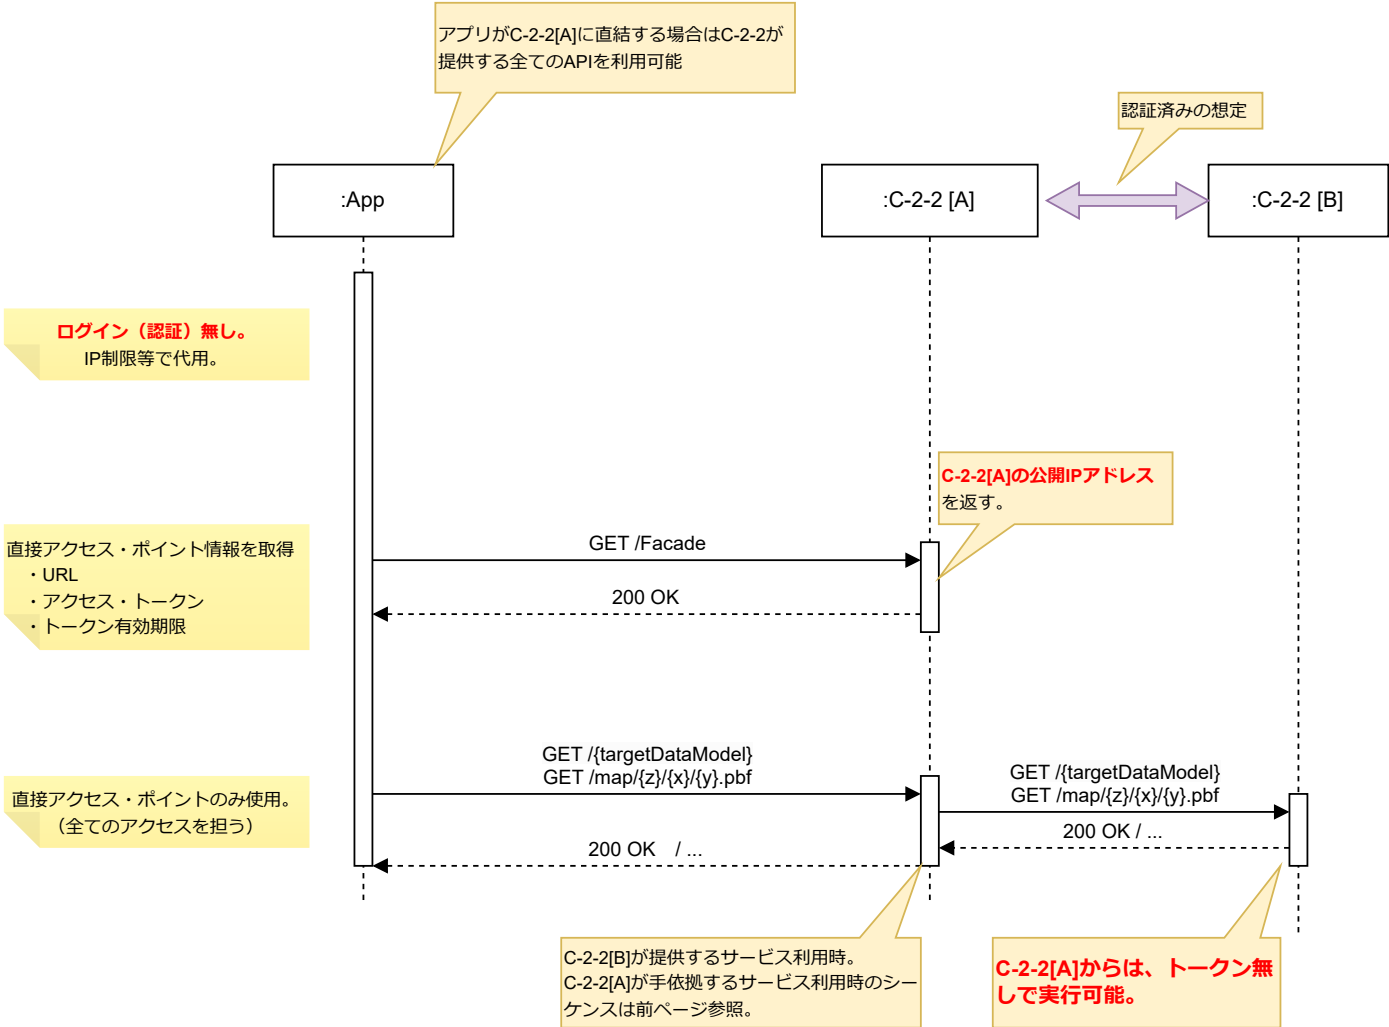 アプリがC-2-2[A]に直結する場合はC-2-2が
提供する全てのAPIを利用可能
認証済みの想定
:App
:C-2-2 [A]
:C-2-2 [B]
ログイン（認証）無し。
IP制限等で代用。
C-2-2[A]の公開IPアドレス
を返す。
直接アクセス・ポイント情報を取得
・URL
・アクセス・トークン
・トークン有効期限
GET /Facade
200 OK
GET /{targetDataModel}
GET /map/{z}/{x}/{y}.pbf
GET /{targetDataModel}
GET /map/{z}/{x}/{y}.pbf
直接アクセス・ポイントのみ使用。
（全てのアクセスを担う）
200 OK / ...
200 OK / ...
C-2-2[B]が提供するサービス利用時。
C-2-2[A]が手依拠するサービス利用時のシー
ケンスは前ページ参照。
C-2-2[A]からは、トークン無
しで実行可能。